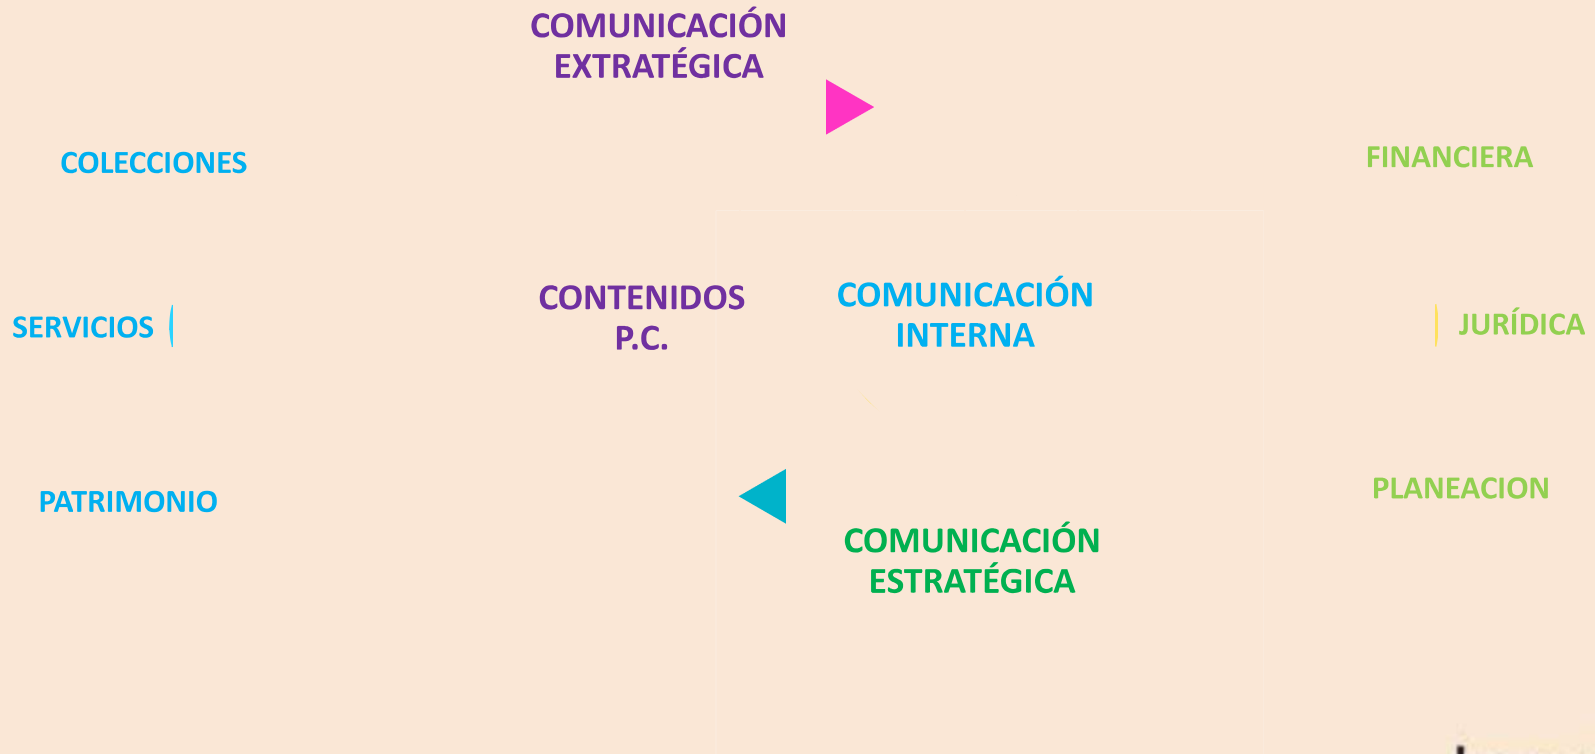 COMUNICACIÓN
EXTRATÉGICA
COLECCIONES
FINANCIERA
CONTENIDOS
P.C.
COMUNICACIÓN
INTERNA
SERVICIOS
JURÍDICA
PATRIMONIO
PLANEACION
COMUNICACIÓN
ESTRATÉGICA